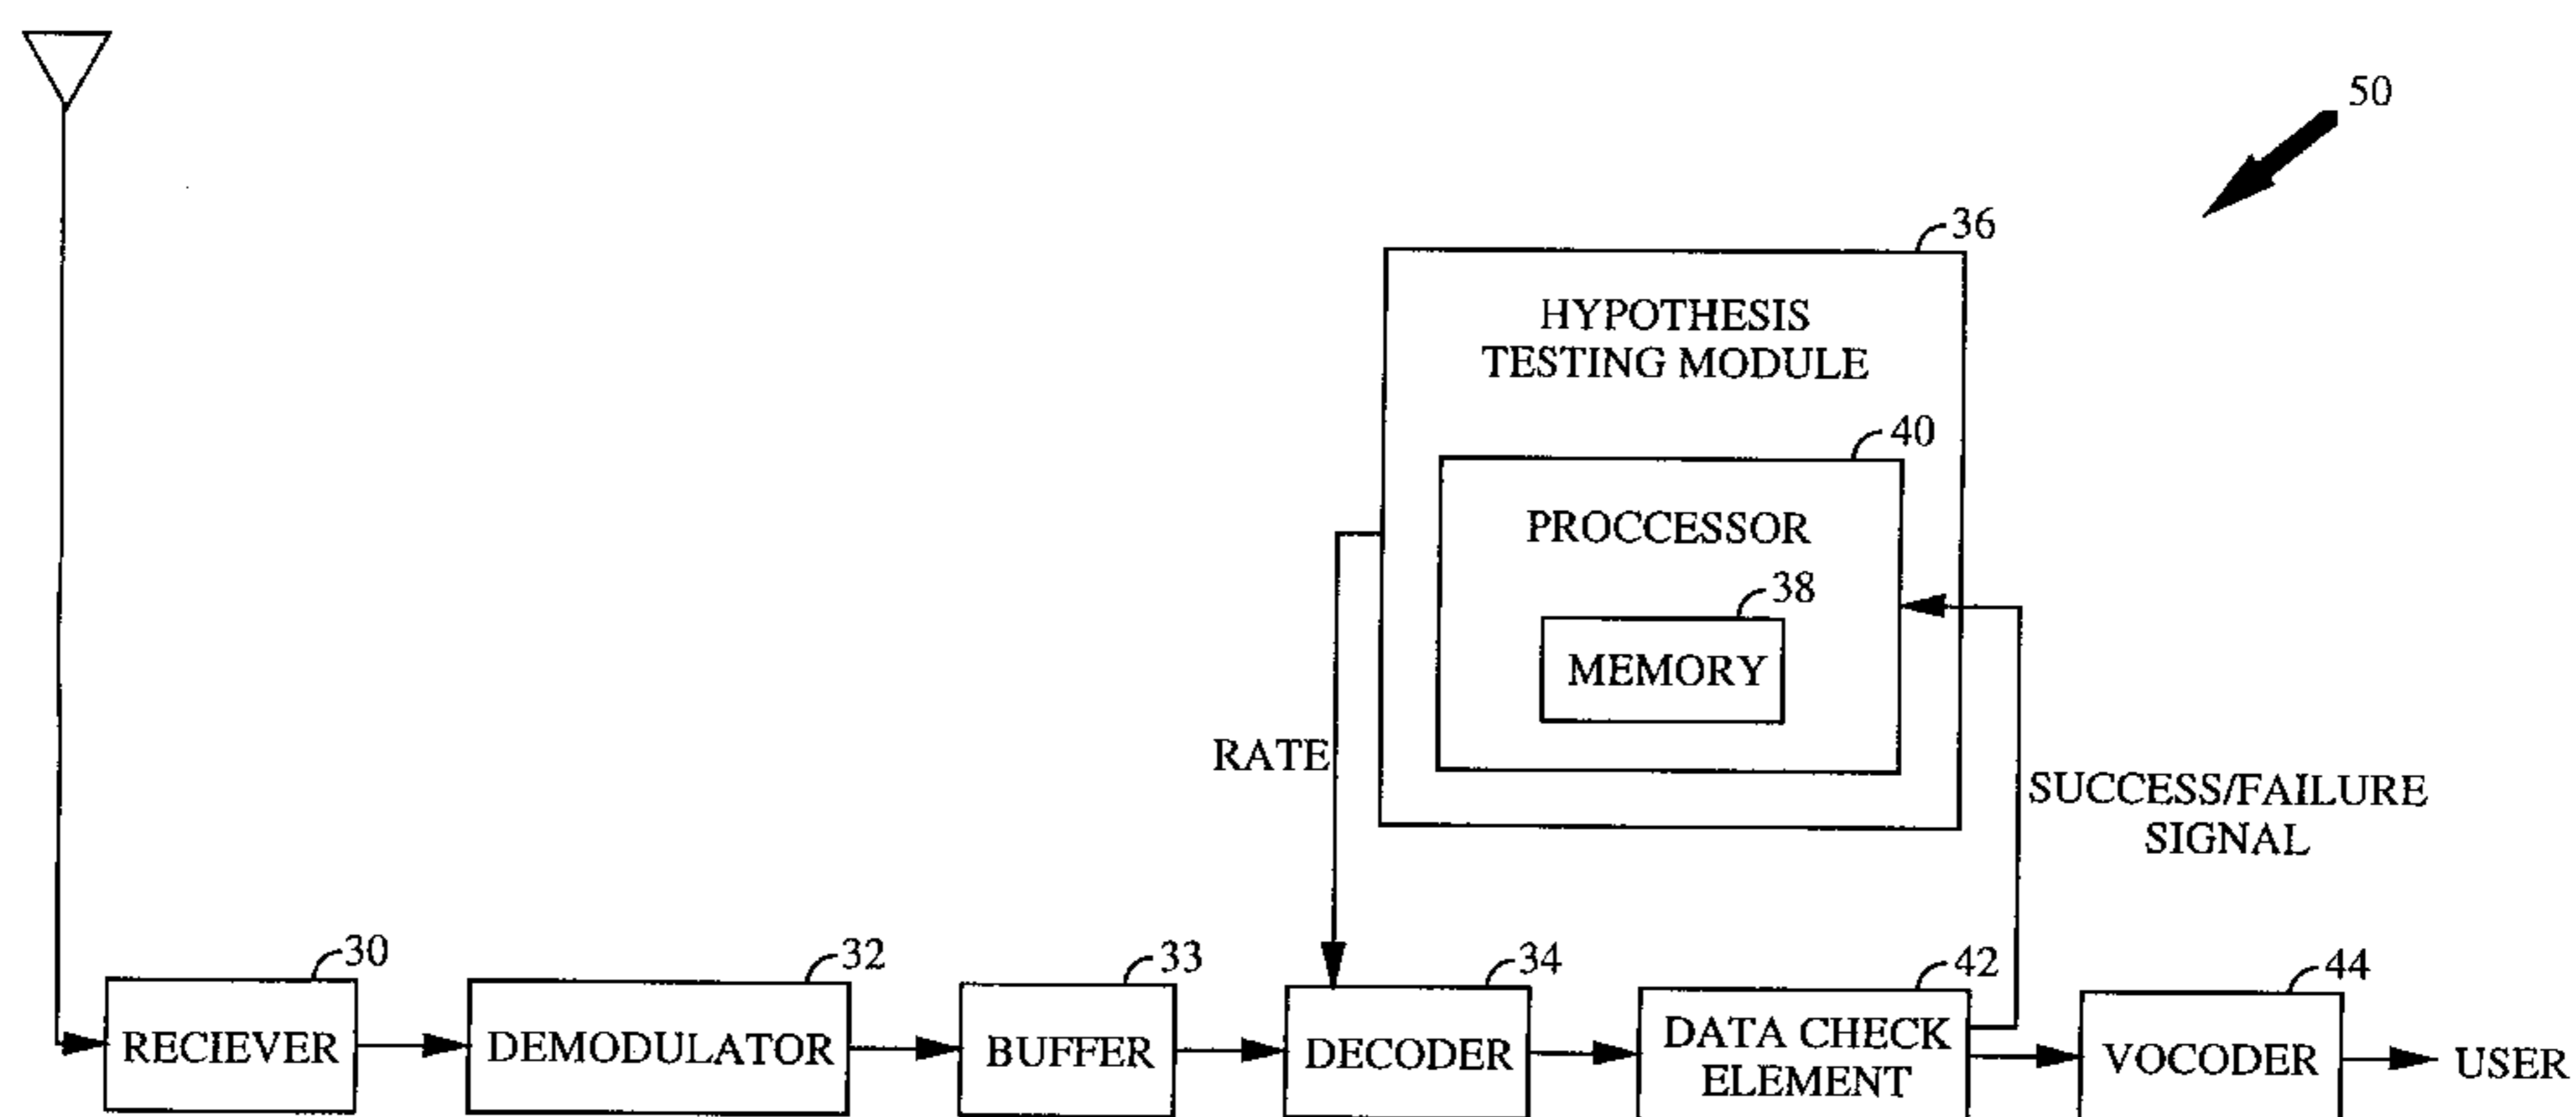 50
36
HYPOTHESIS
TESTING MODULE
40
PROCCESSOR
38
MEMORY
RATE
SUCCESS/FAILURE
SIGNAL
30
32
33
34
42
44
RECIEVER
DEMODULATOR
BUFFER
DECODER
DATA CHECK
ELEMENT
VOCODER
USER